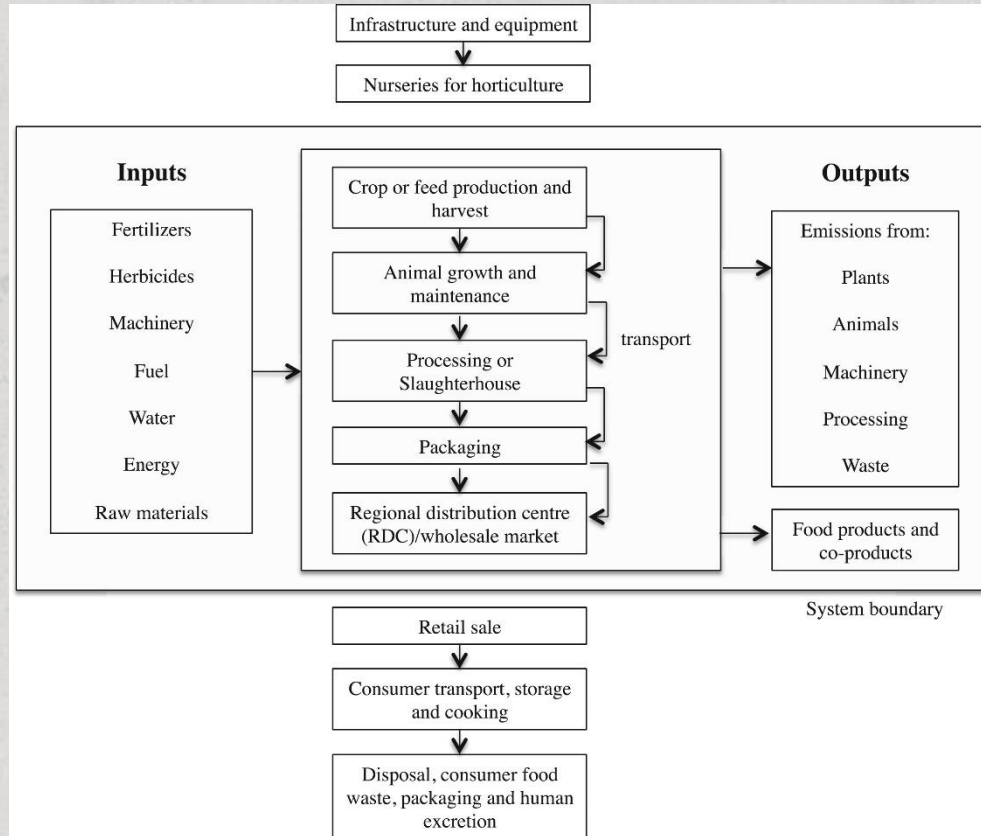 Infrastructure and equipment
Nurseries for horticulture
Inputs
Fertilizers
Herbicides
Machinery
Fuel
Water
Energy
Raw materials
Crop or feed production and
harvest
Animal growth and
maintenance
Processing or
Slaughterhouse
Packaging
Regional distribution centre
(RDC)/wholesale market
transport
Outputs
Emissions from:
Plants
Animals
Machinery
Processing
Waste
Food products and
co-products
System boundary
Retail sale
Consumer transport, storage
and cooking
Disposal, consumer food
waste, packaging and human
excretion